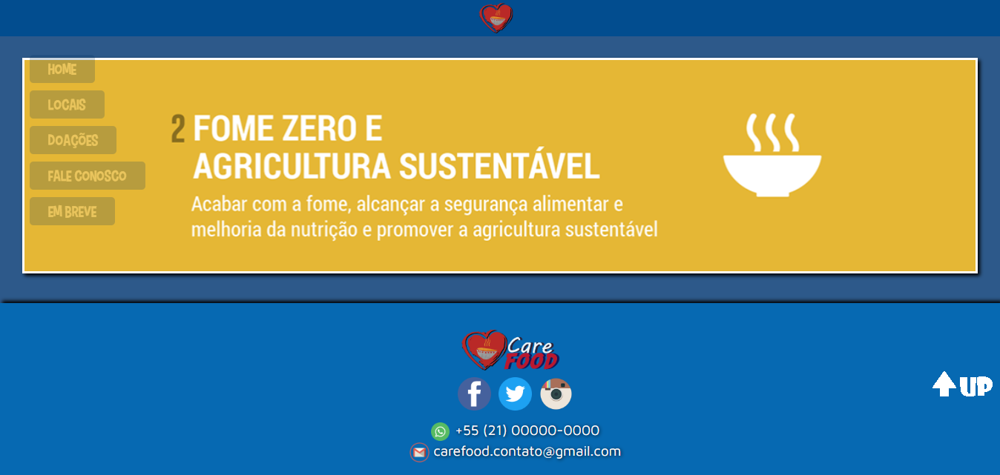 HOME
LOCAIS
DOAÇÕES
FALE CONOSCO
EM BREVE
2 FOME ZERO E
AGRICULTURA SUSTENTÁVEL
Acabar com a fome, alcançar a segurança alimentar e
melhoria da nutrição e promover a agricultura sustentável
Care
FOOD
UP
+55 (21) 00000-0000
carefood.contato@gmail.com